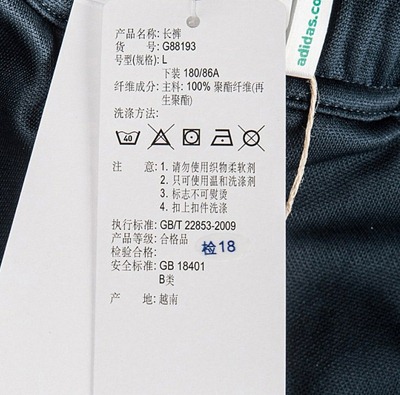 产品名称: 长裤
货　　号: G88193
号型(规格): L
下装 180/86A
纤维成分: 主料: 100% 聚酯纤维(再
生聚酯)
洗涤方法:
40
注　　意: 1. 请勿使用织物柔软剂
2. 只可使用温和洗涤剂
3. 标志不可熨烫
4. 扣上扣件洗涤
执行标准: GB/T 22853-2009
产品等级: 合格品
检验合格: 检18
安全标准: GB 18401
B类
产　　地: 越南
adidas.co